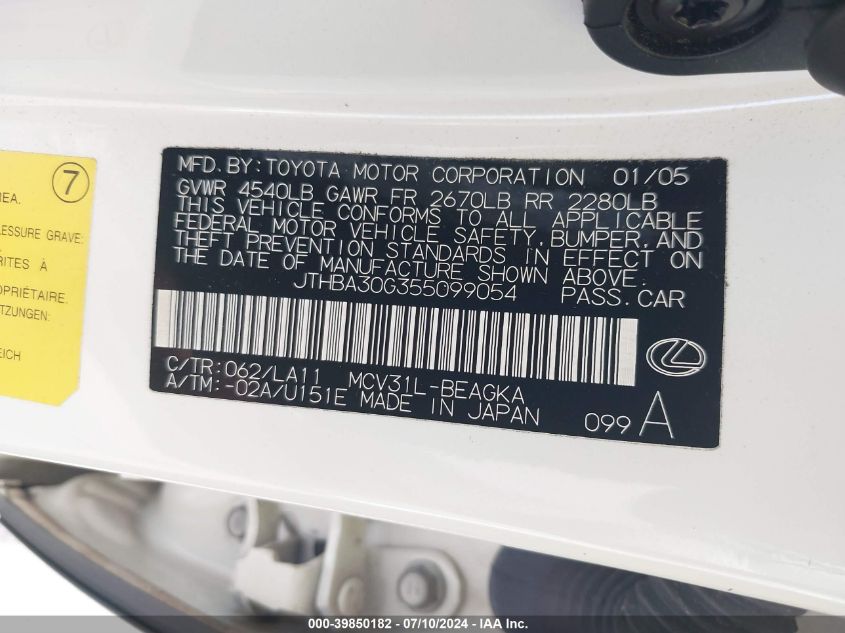 7
REA.
RESSURE GRAVE:
RITES À
OPRIÉTAIRE.
TZUNGEN:
EICH
MFD. BY: TOYOTA MOTOR CORPORATION 01/05
GVWR 4540LB GAWR FR 2670LB RR 2280LB
THIS VEHICLE CONFORMS TO ALL APPLICABLE
FEDERAL MOTOR VEHICLE SAFETY, BUMPER, AND
THEFT PREVENTION STANDARDS IN EFFECT ON
THE DATE OF MANUFACTURE SHOWN ABOVE.
JTHBA30G355099054 PASS. CAR
C/TR: 062/LA11 MCV31L-BEAGKA
A/TM: -02A/U151E MADE IN JAPAN 099 A
000-39850182 / 07/10/2024 - © IAA Inc.